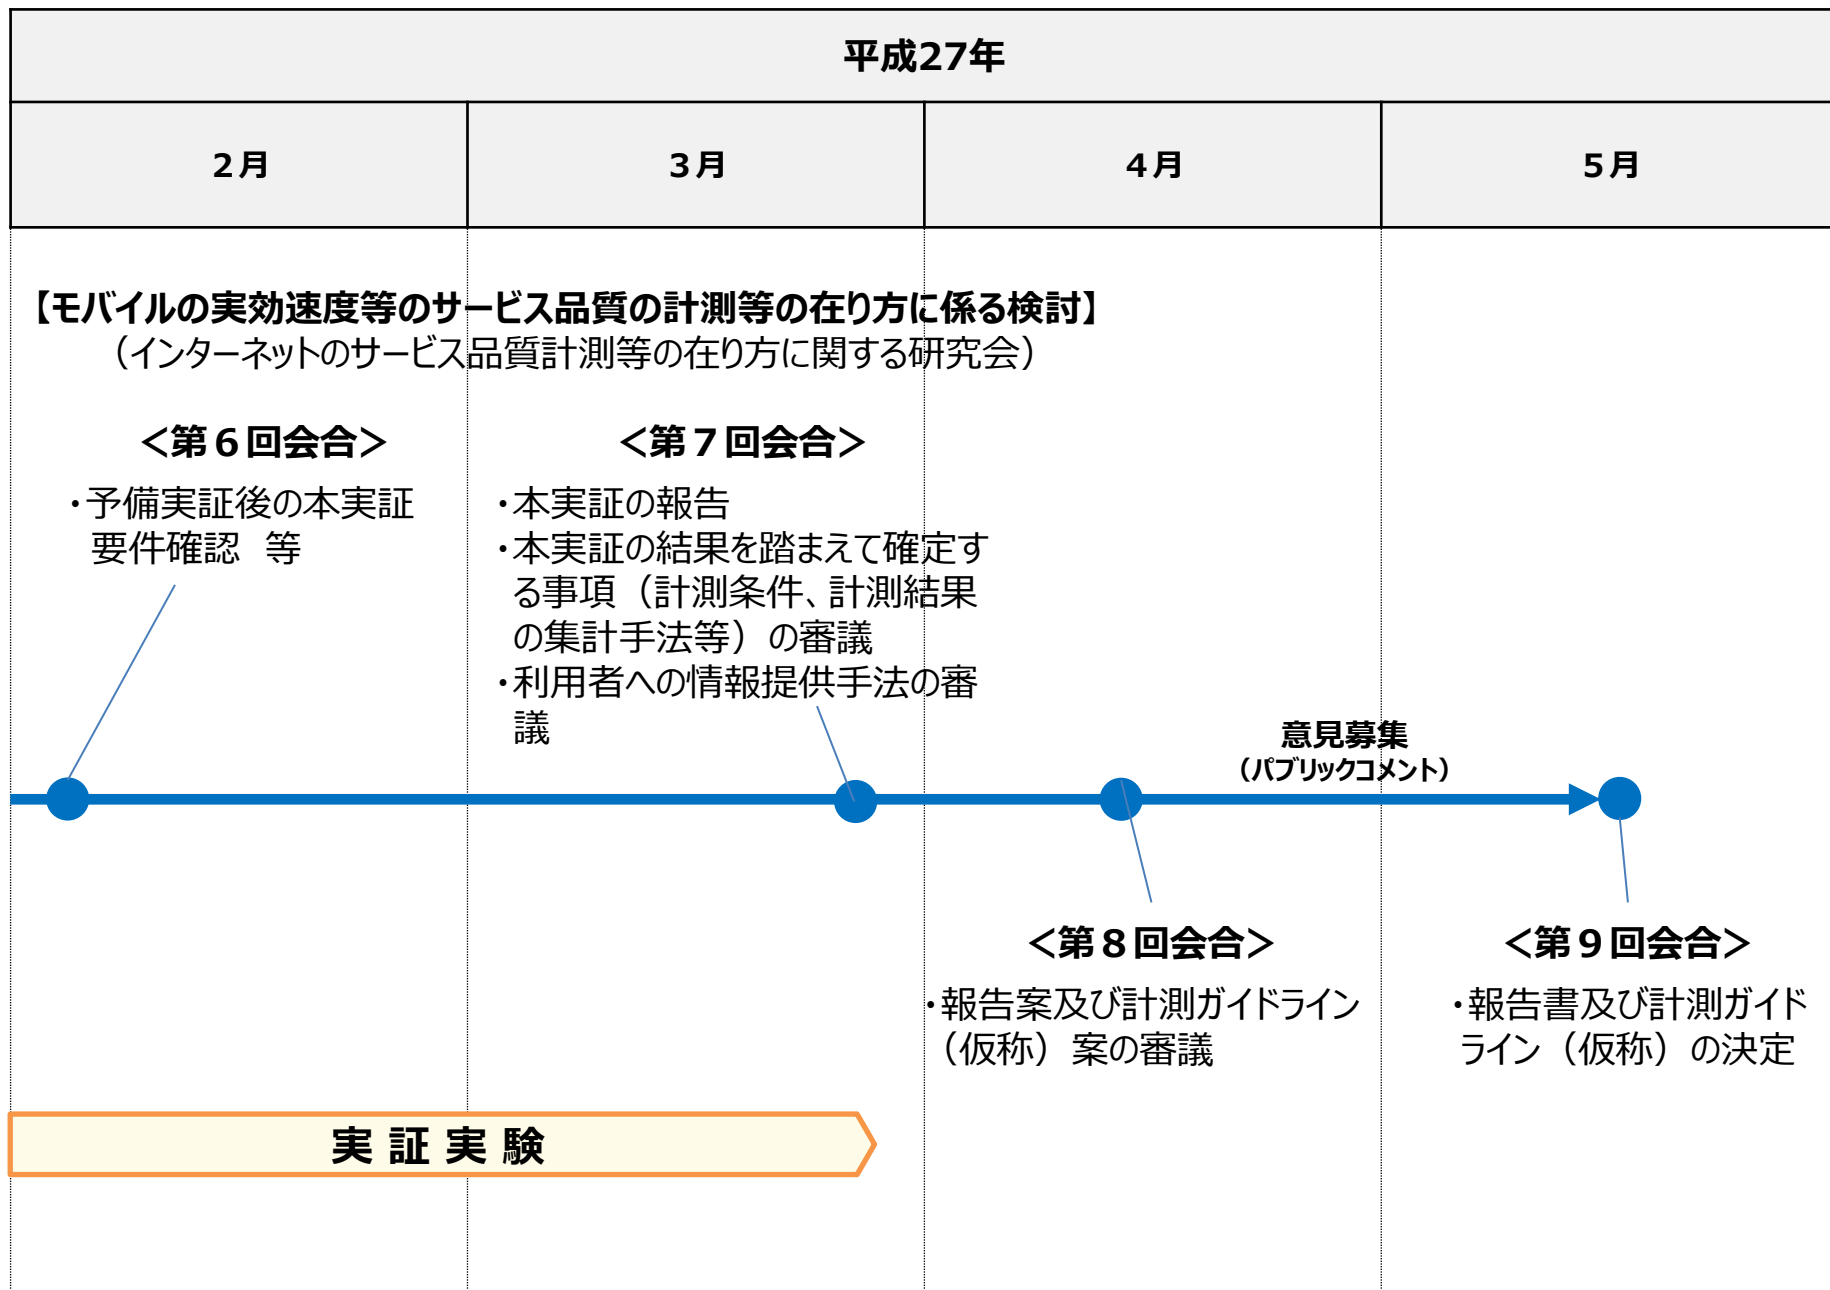 平成27年
2月
3月
4月
5月
【モバイルの実効速度等のサービス品質の計測等の在り方に係る検討】
（インターネットのサービス品質計測等の在り方に関する研究会）
＜第６回会合＞
・予備実証後の本実証
要件確認　等
＜第７回会合＞
・本実証の報告
・本実証の結果を踏まえて確定す
る事項（計測条件、計測結果
の集計手法等）の審議
・利用者への情報提供手法の審
議
意見募集
（パブリックコメント）
＜第８回会合＞
・報告案及び計測ガイドライン
（仮称）案の審議
＜第９回会合＞
・報告書及び計測ガイド
ライン（仮称）の決定
実 証 実 験